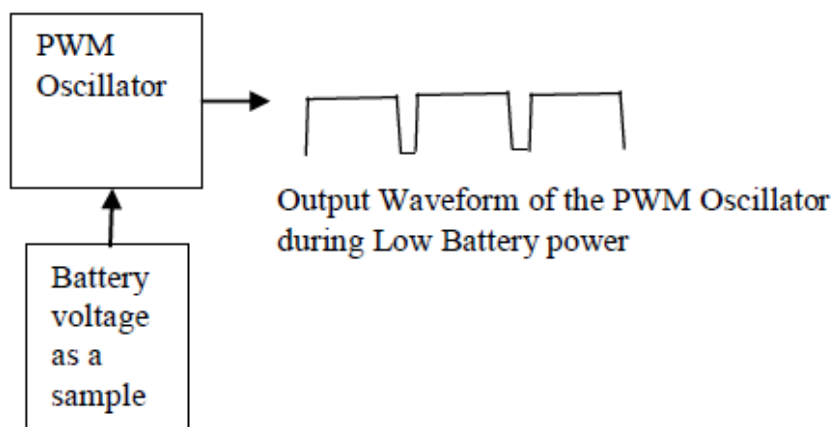 PWM
Oscillator
Output Waveform of the PWM Oscillator
during Low Battery power
Battery
voltage
as a
sample